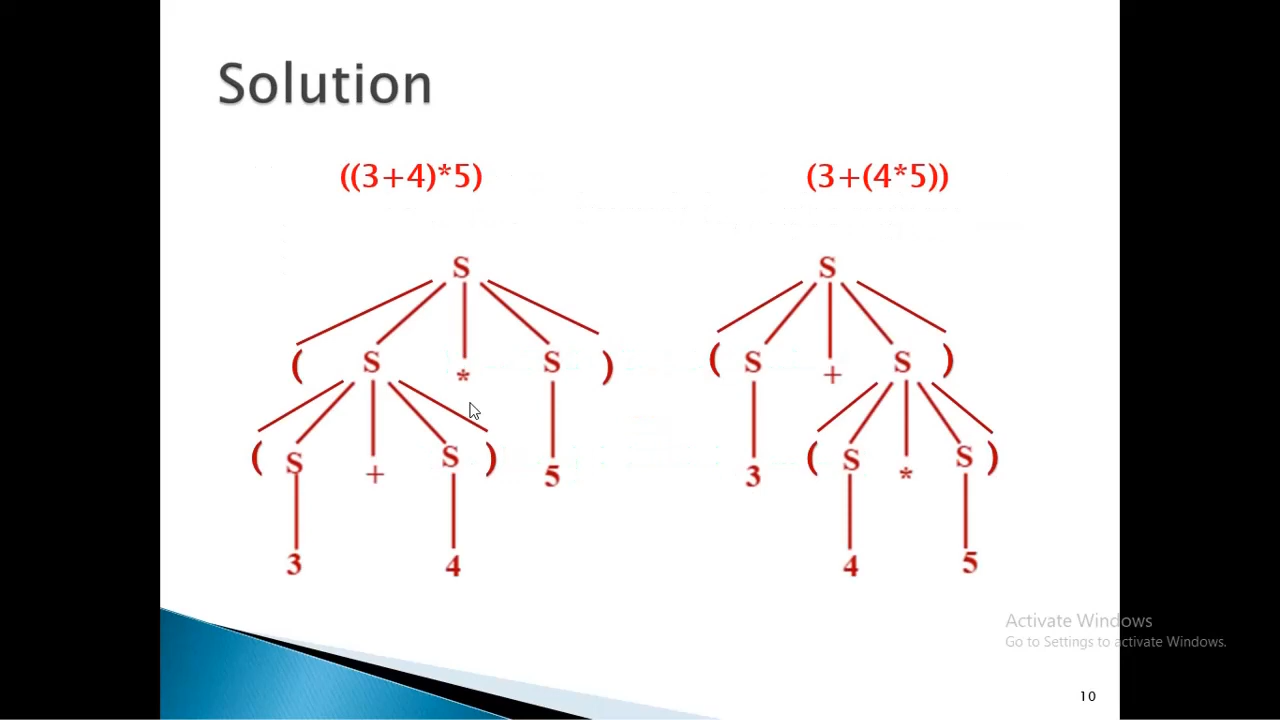 Solution
((3+4)*5) (3+(4*5))
S S
( S * S ) ( S + S )
( S + S ) 5 3 ( S * S )
3 4 4 5
Activate Windows
Go to Settings to activate Windows.
10